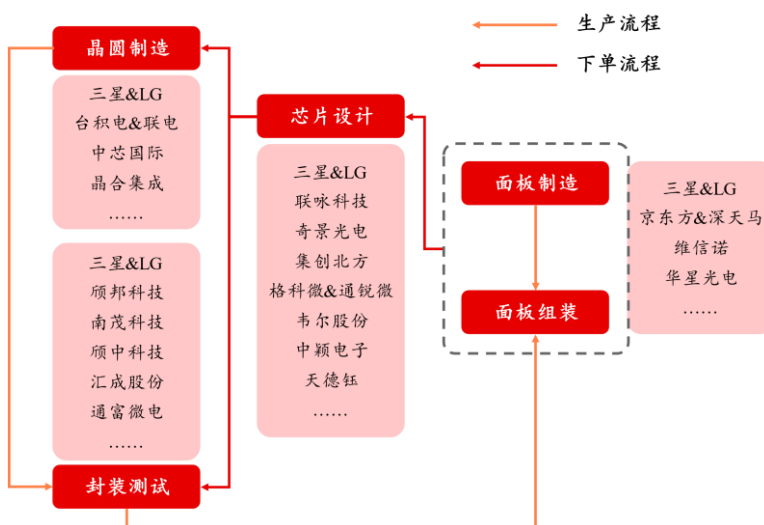 生产流程
下单流程
晶圆制造
三星&LG
台积电&联电
中芯国际
晶合集成
……
三星&LG
颀邦科技
南茂科技
颀中科技
汇成股份
通富微电
……
封装测试
芯片设计
三星&LG
联咏科技
奇景光电
集创北方
格科微&通锐微
韦尔股份
中颖电子
天德钰
……
面板制造
面板组装
三星&LG
京东方&深天马
维信诺
华星光电
……